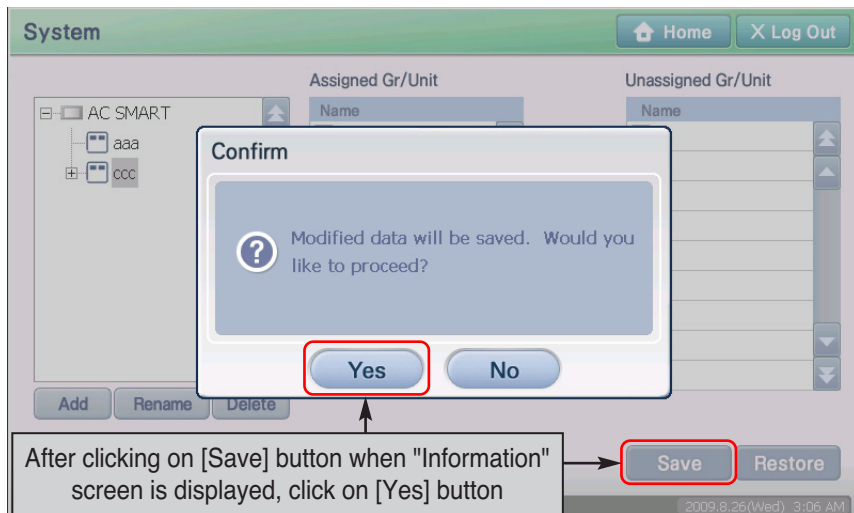 System
Home
X Log Out
Assigned Gr/Unit
Unassigned Gr/Unit
AC SMART
Name
Name
aaa
ccc
Confirm
Modified data will be saved. Would you
like to proceed?
Yes
No
Add
Rename
Delete
After clicking on [Save] button when "Information"
screen is displayed, click on [Yes] button
Save
Restore
2009.8.26(Wed) 3:06 AM